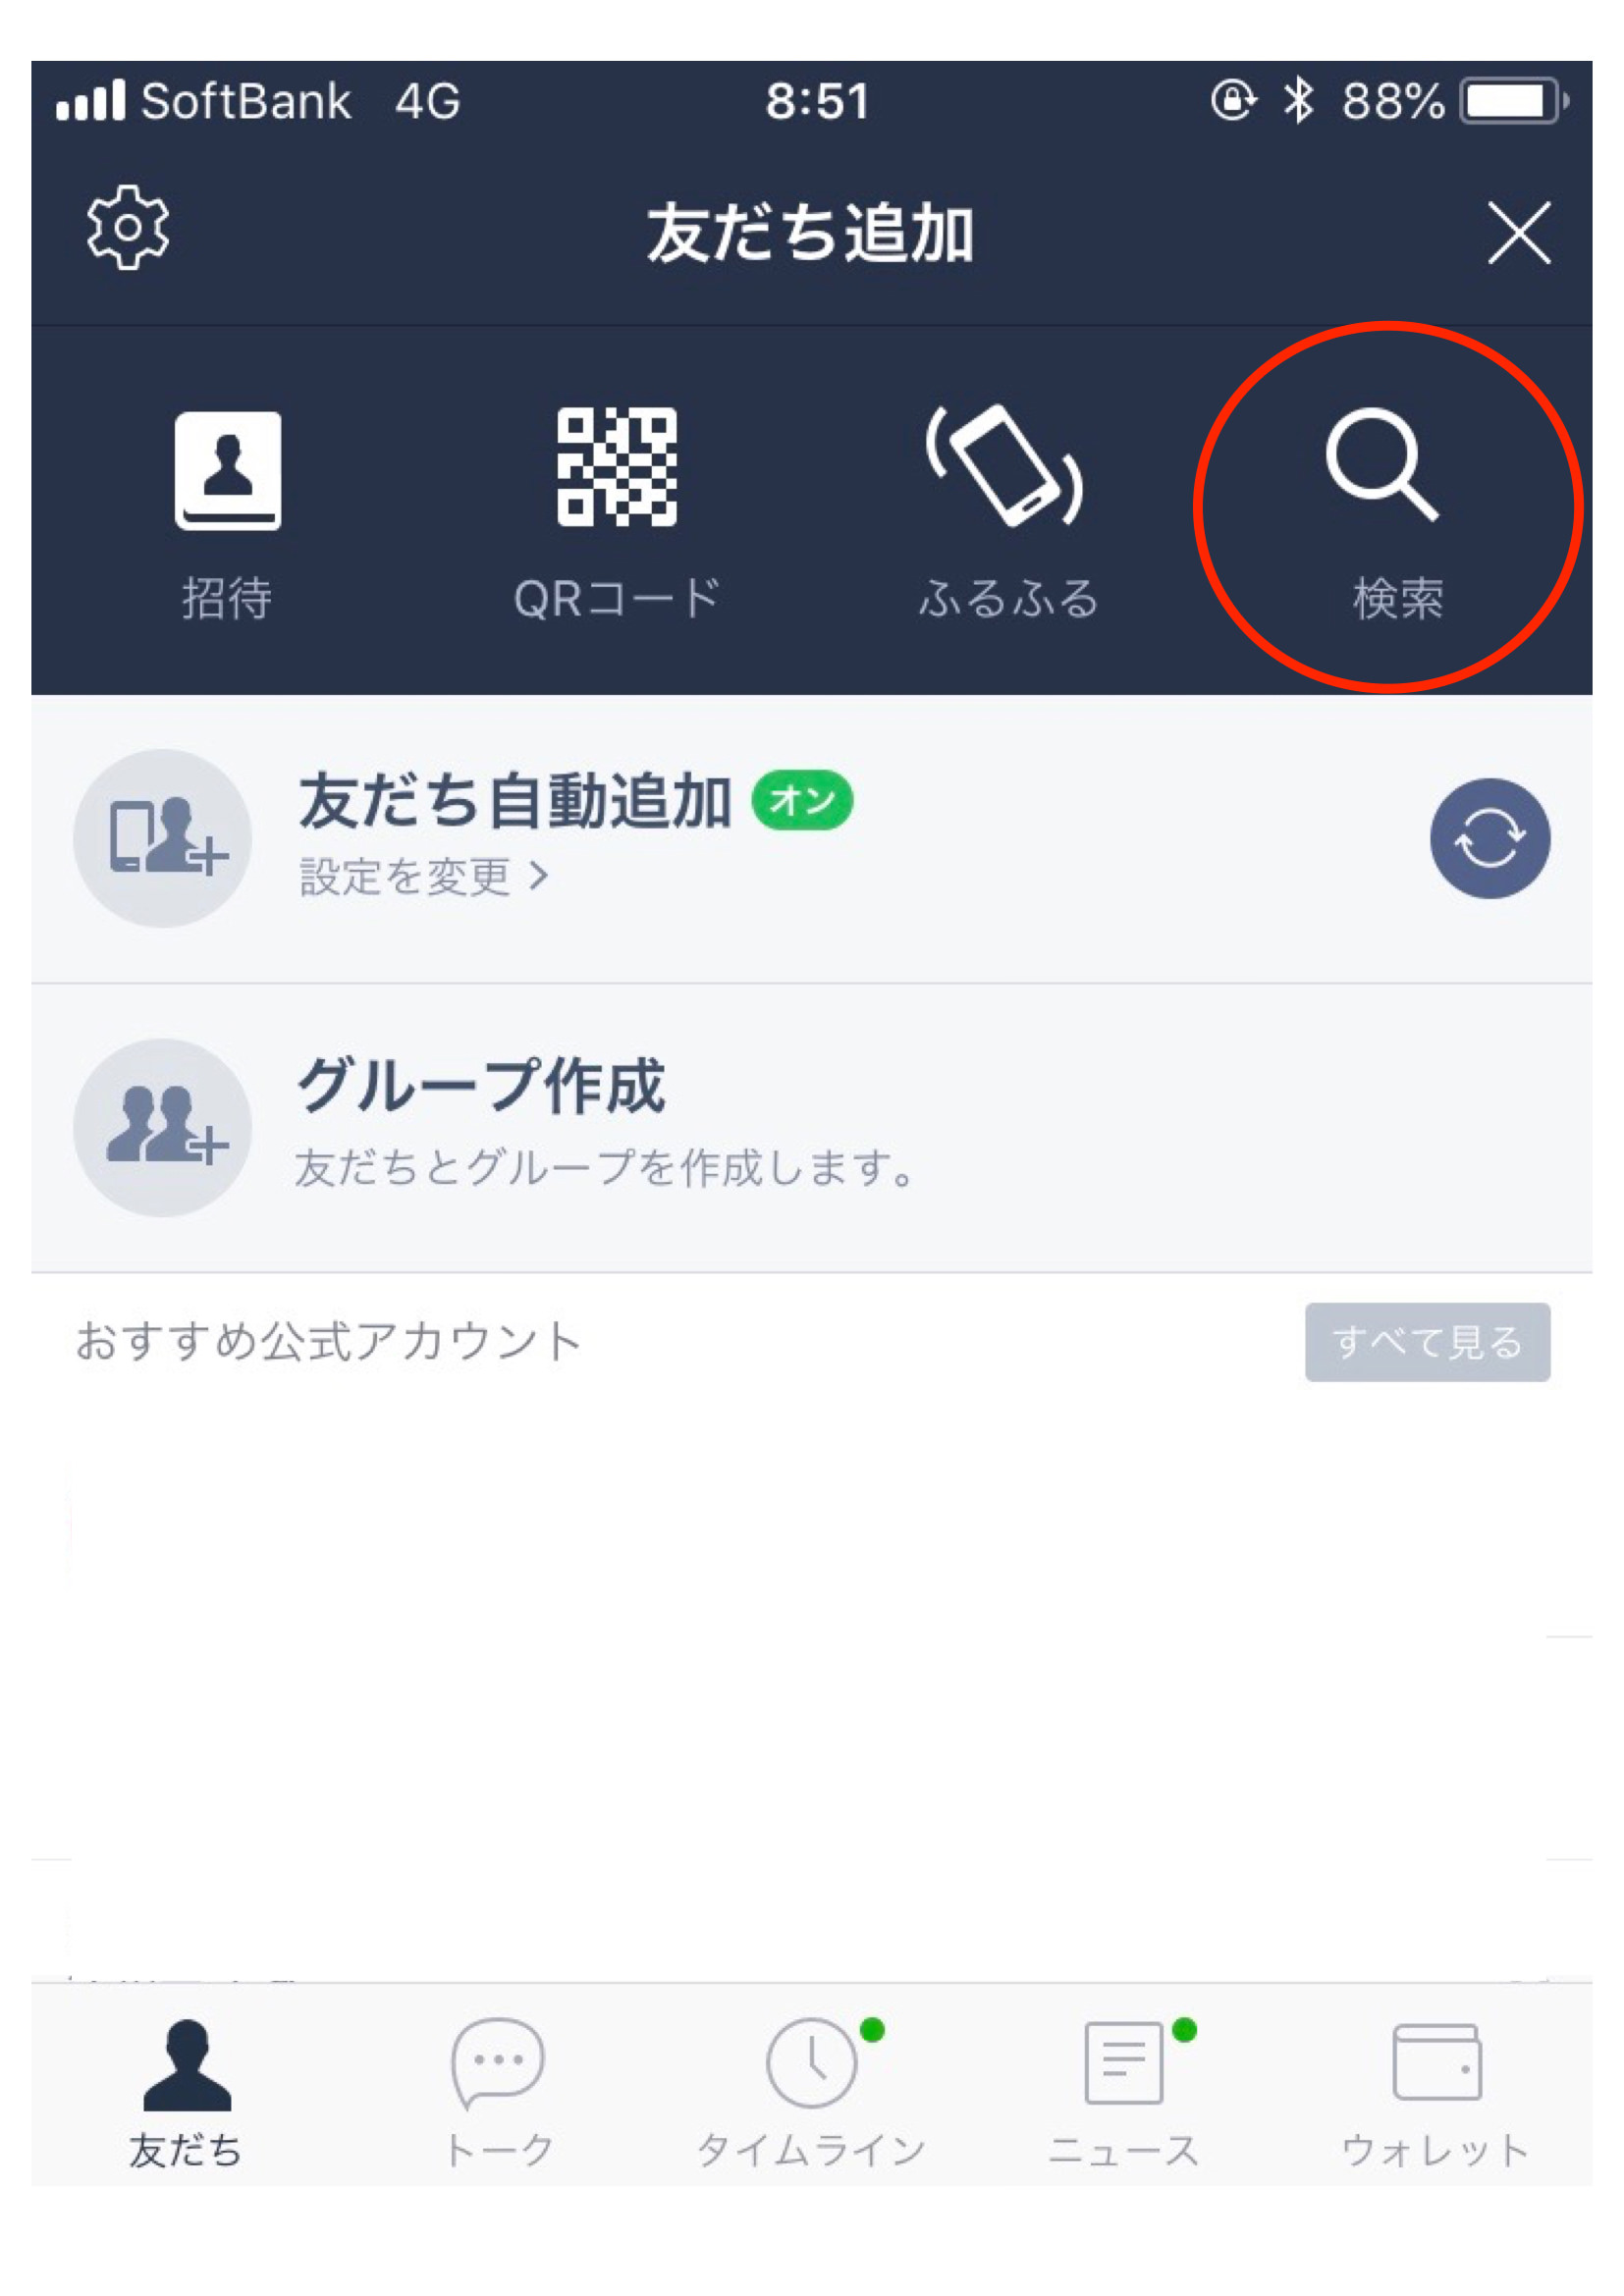 SoftBank 4G 8:51 88%
友だち追加
招待 QRコード ふるふる 検索
友だち自動追加 オン
設定を変更 >
グループ作成
友だちとグループを作成します。
おすすめ公式アカウント すべて見る
友だち トーク タイムライン ニュース ウォレット